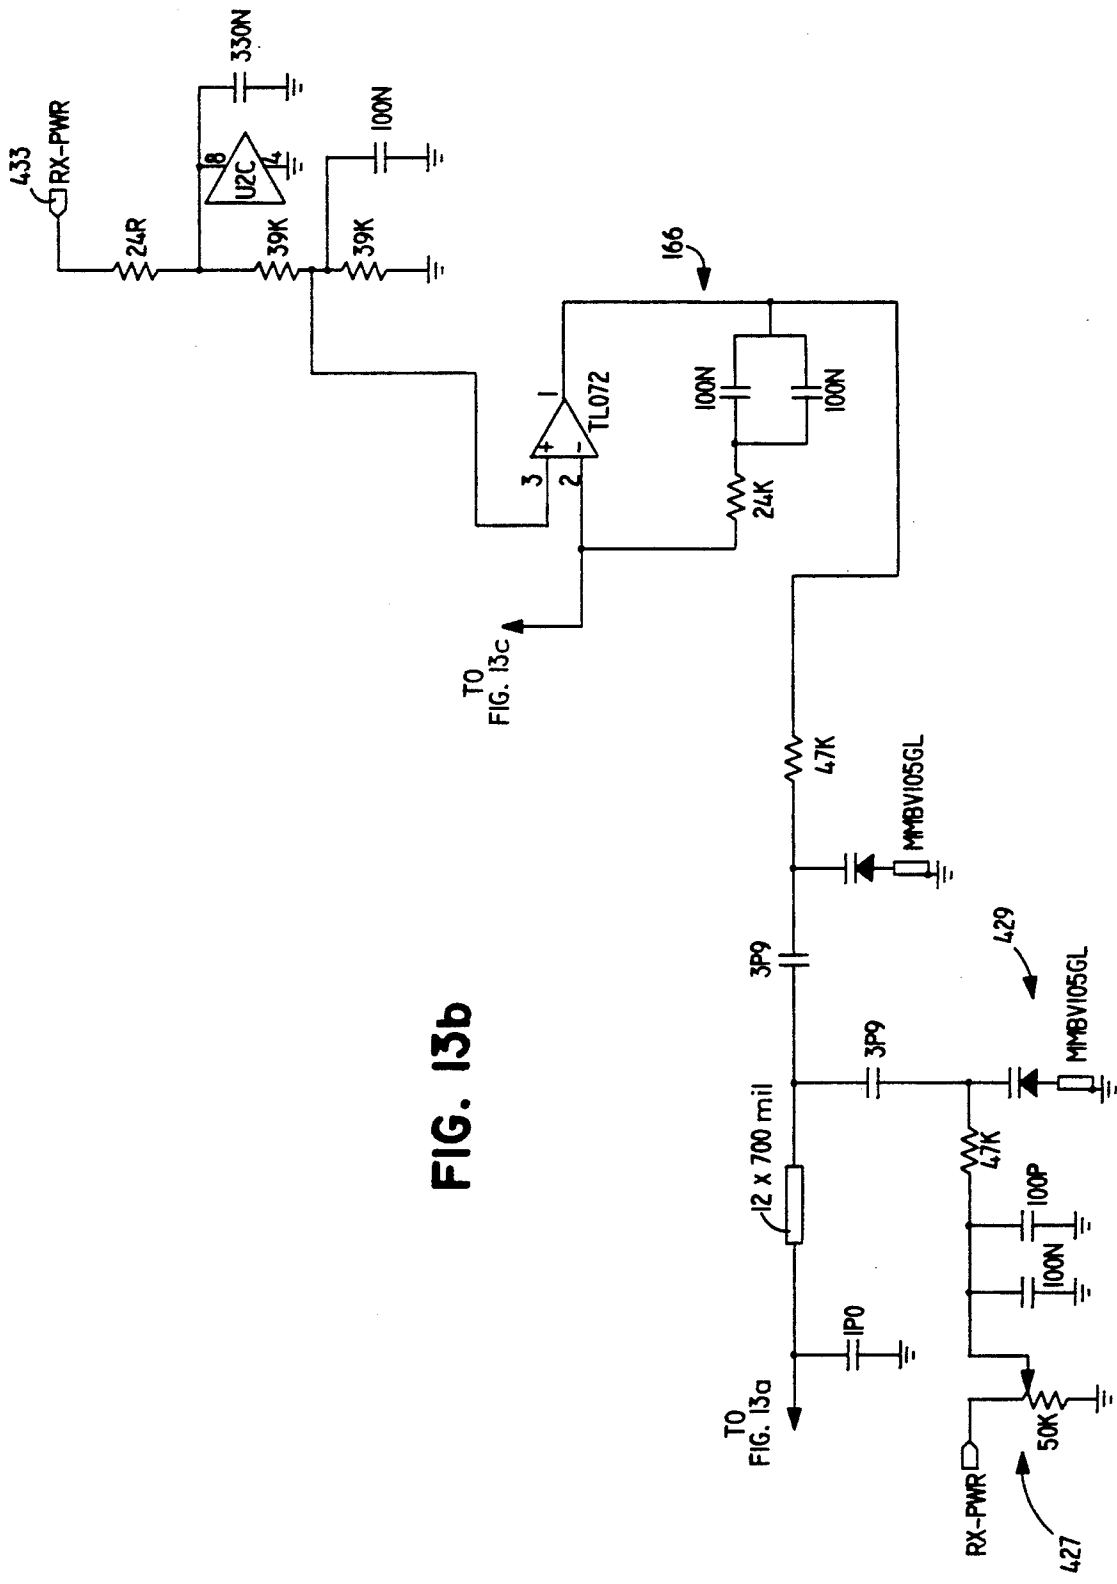 FIG. 13b
433
RX-PWR
24R
330N
8
U2C
4
39K
100N
39K
166
1
TL072
3
+
2
-
100N
100N
24K
TO
FIG. 13c
47K
MMBV105GL
3P9
429
3P9
MMBV105GL
12 X 700 mil
47K
100P
100N
1P0
TO
FIG. 13a
50K
RX-PWR
427